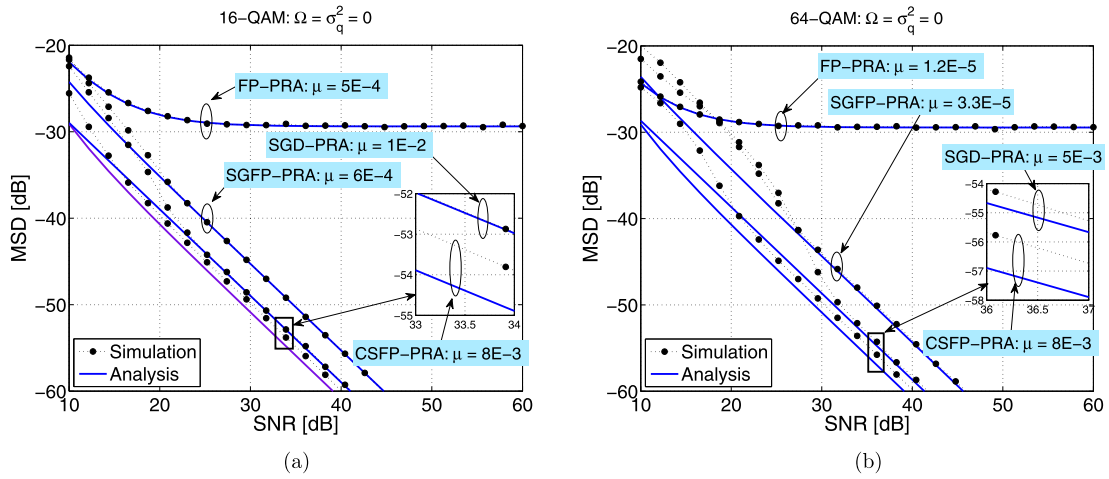 16−QAM: Ω = σ_q^2 = 0
MSD [dB]
−20
−30
−40
−50
−60
10
20
30
40
50
60
SNR [dB]
FP−PRA: μ = 5E−4
SGD−PRA: μ = 1E−2
SGFP−PRA: μ = 6E−4
CSFP−PRA: μ = 8E−3
−52
−53
−54
−55
33
33.5
34
Simulation
Analysis
(a)
64−QAM: Ω = σ_q^2 = 0
MSD [dB]
−20
−30
−40
−50
−60
10
20
30
40
50
60
SNR [dB]
FP−PRA: μ = 1.2E−5
SGFP−PRA: μ = 3.3E−5
SGD−PRA: μ = 5E−3
CSFP−PRA: μ = 8E−3
−54
−55
−56
−57
−58
36
36.5
37
Simulation
Analysis
(b)